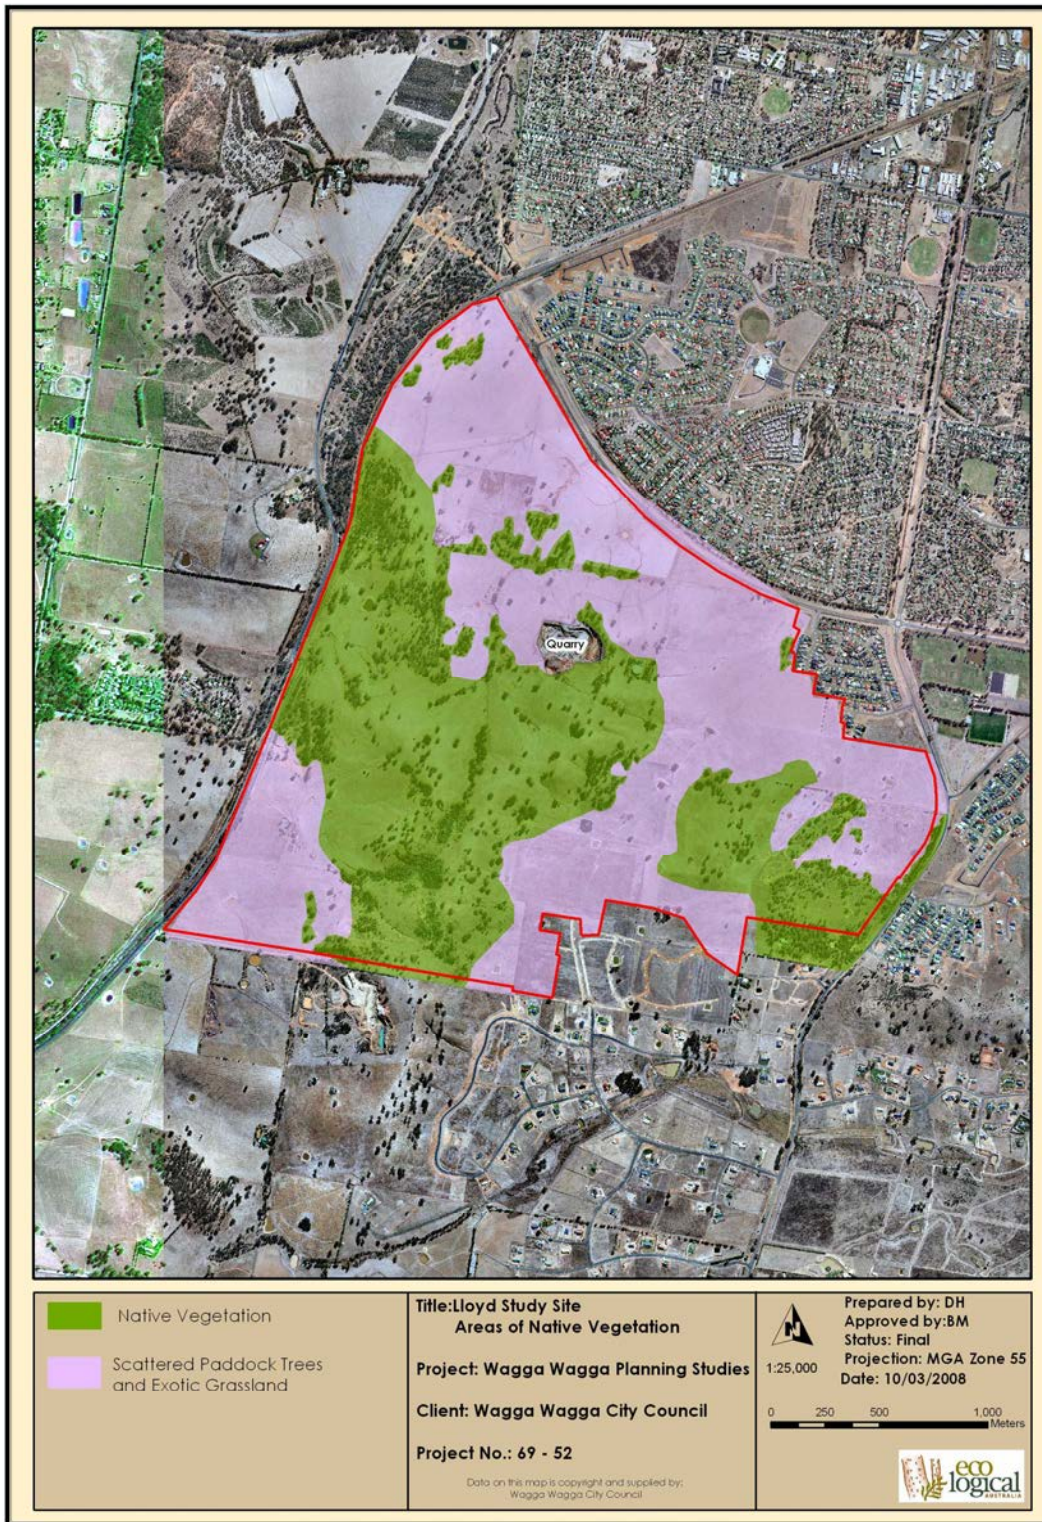 Quarry
Native Vegetation
Scattered Paddock Trees
and Exotic Grassland
Title:Lloyd Study Site
Areas of Native Vegetation
Project: Wagga Wagga Planning Studies
Client: Wagga Wagga City Council
Project No.: 69 - 52
Data on this map is copyright and supplied by:
Wagga Wagga City Council
N
1:25,000
Prepared by: DH
Approved by:BM
Status: Final
Projection: MGA Zone 55
Date: 10/03/2008
0 250 500 1,000
Meters
eco
logical
AUSTRALIA